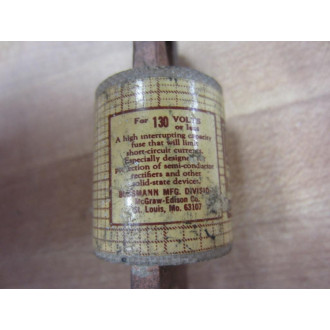 For 130 VOLTS
or less
A high interrupting capacity
fuse that will limit
short-circuit currents.
Especially designed for
protection of semi-conductor
rectifiers and other
solid-state devices.
BUSSMANN MFG. DIVISION
McGraw-Edison Co.
St. Louis, Mo. 63107